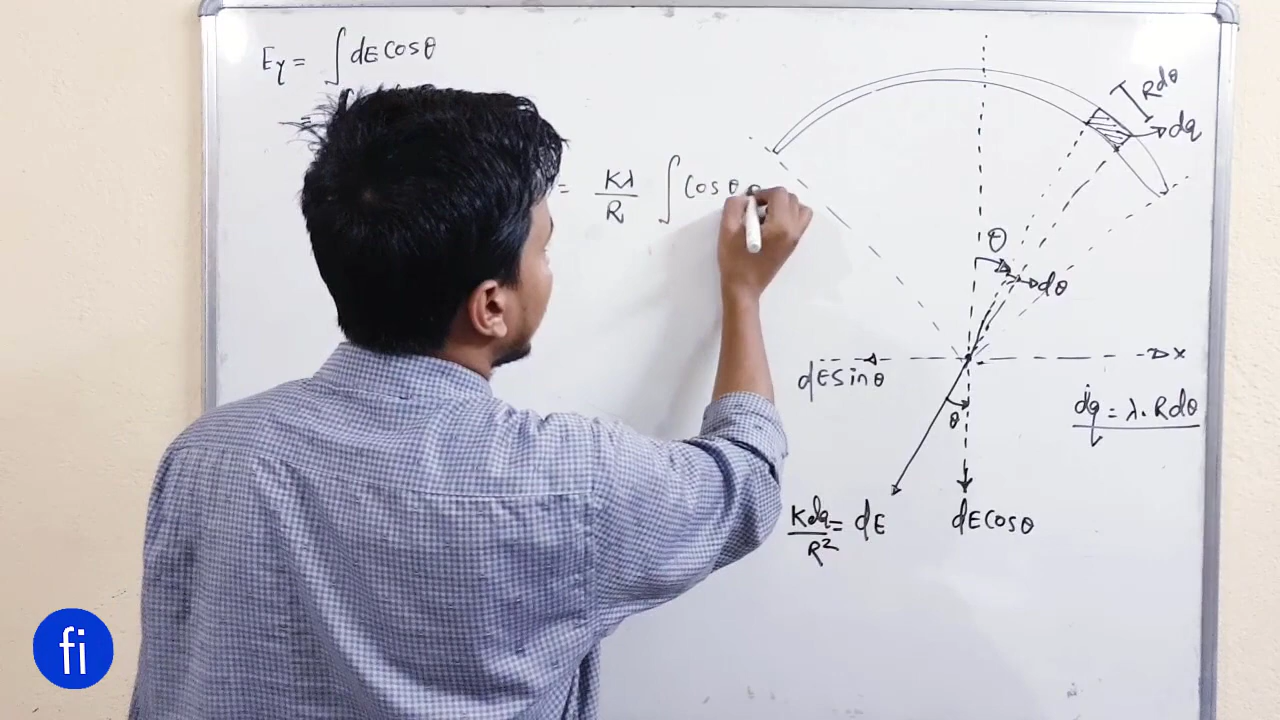 Eγ = ∫ dE cosθ
=
= Kλ/R ∫ cosθ
Rdθ
dq
θ
dθ
x
dE sinθ
dq = λ . Rdθ
θ
Kdq/R² = dE
dE cosθ
fi